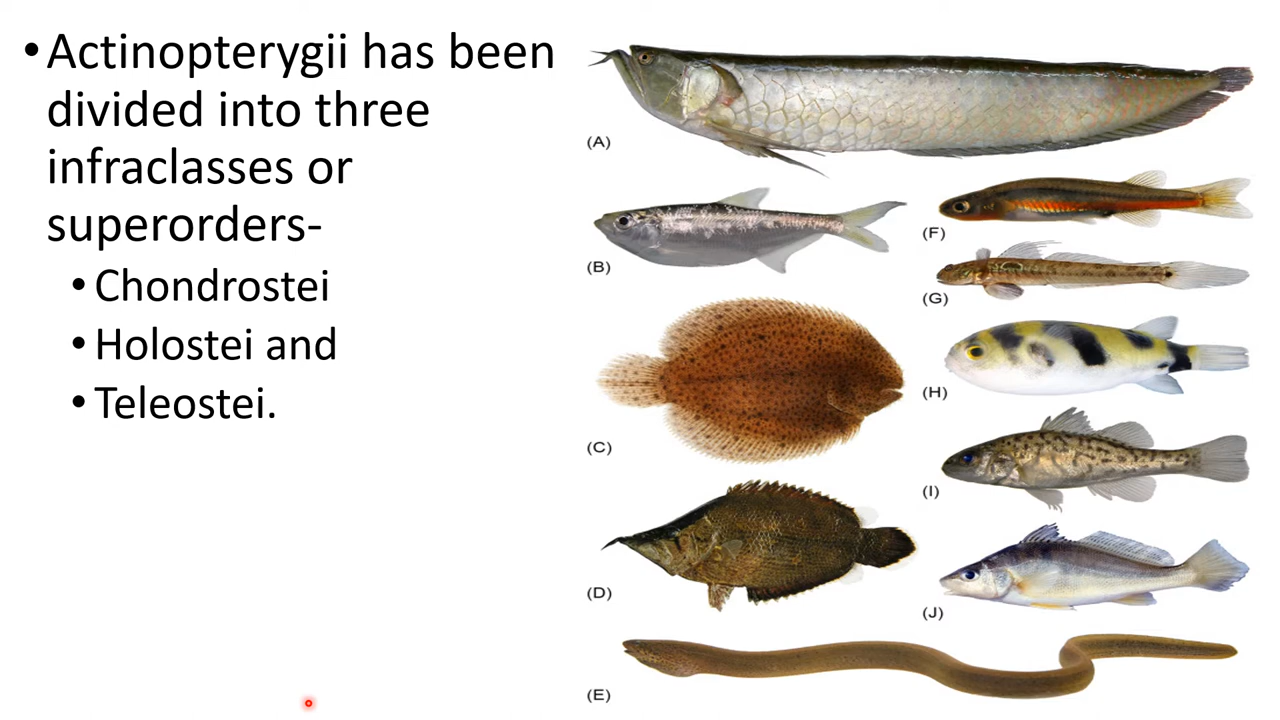 • Actinopterygii has been
divided into three
infraclasses or
superorders-
• Chondrostei
• Holostei and
• Teleostei.
(A)
(B)
(C)
(D)
(E)
(F)
(G)
(H)
(I)
(J)